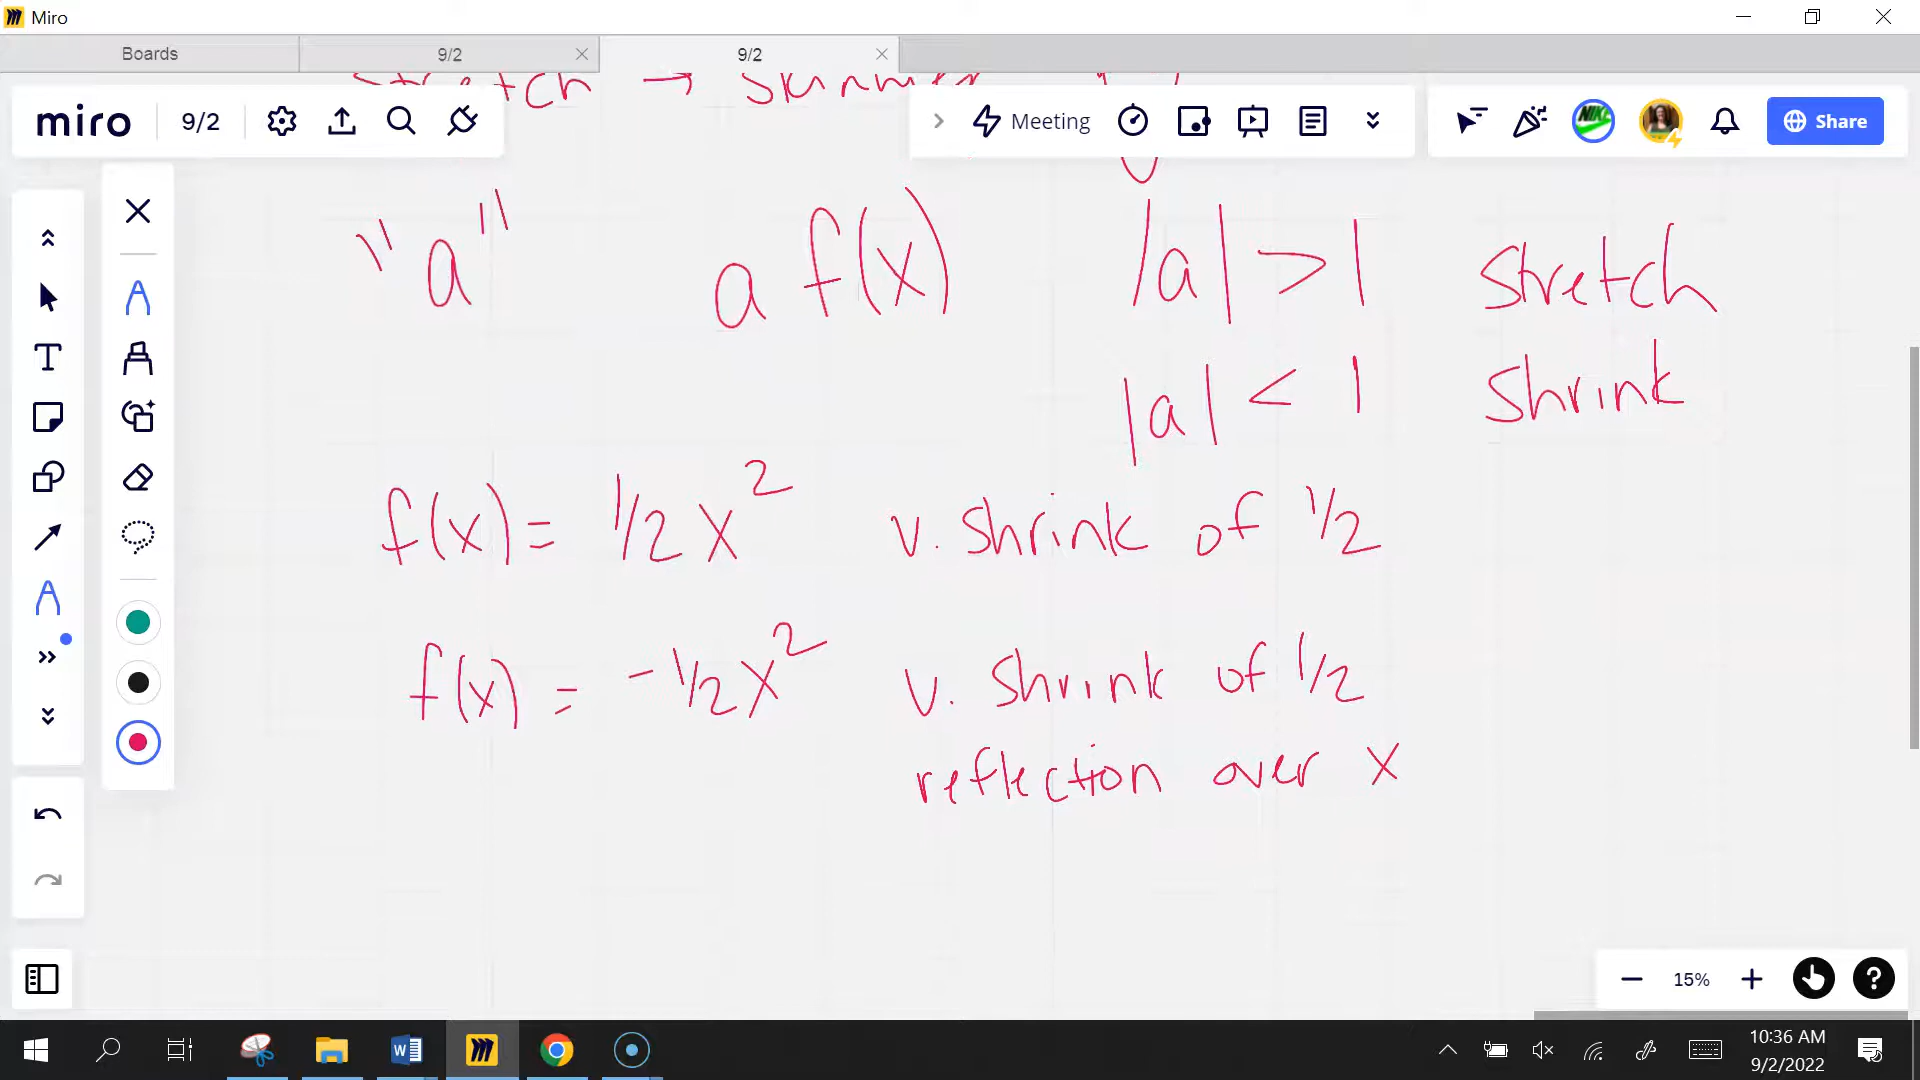 Miro
Boards 9/2 9/2
stretch → skinnier
miro 9/2 Meeting Share
"a" a f(x) |a| > 1 stretch
|a| < 1 shrink
f(x) = 1/2 x² v. shrink of 1/2
f(x) = -1/2 x² v. shrink of 1/2
reflection over x
15%
10:36 AM
9/2/2022